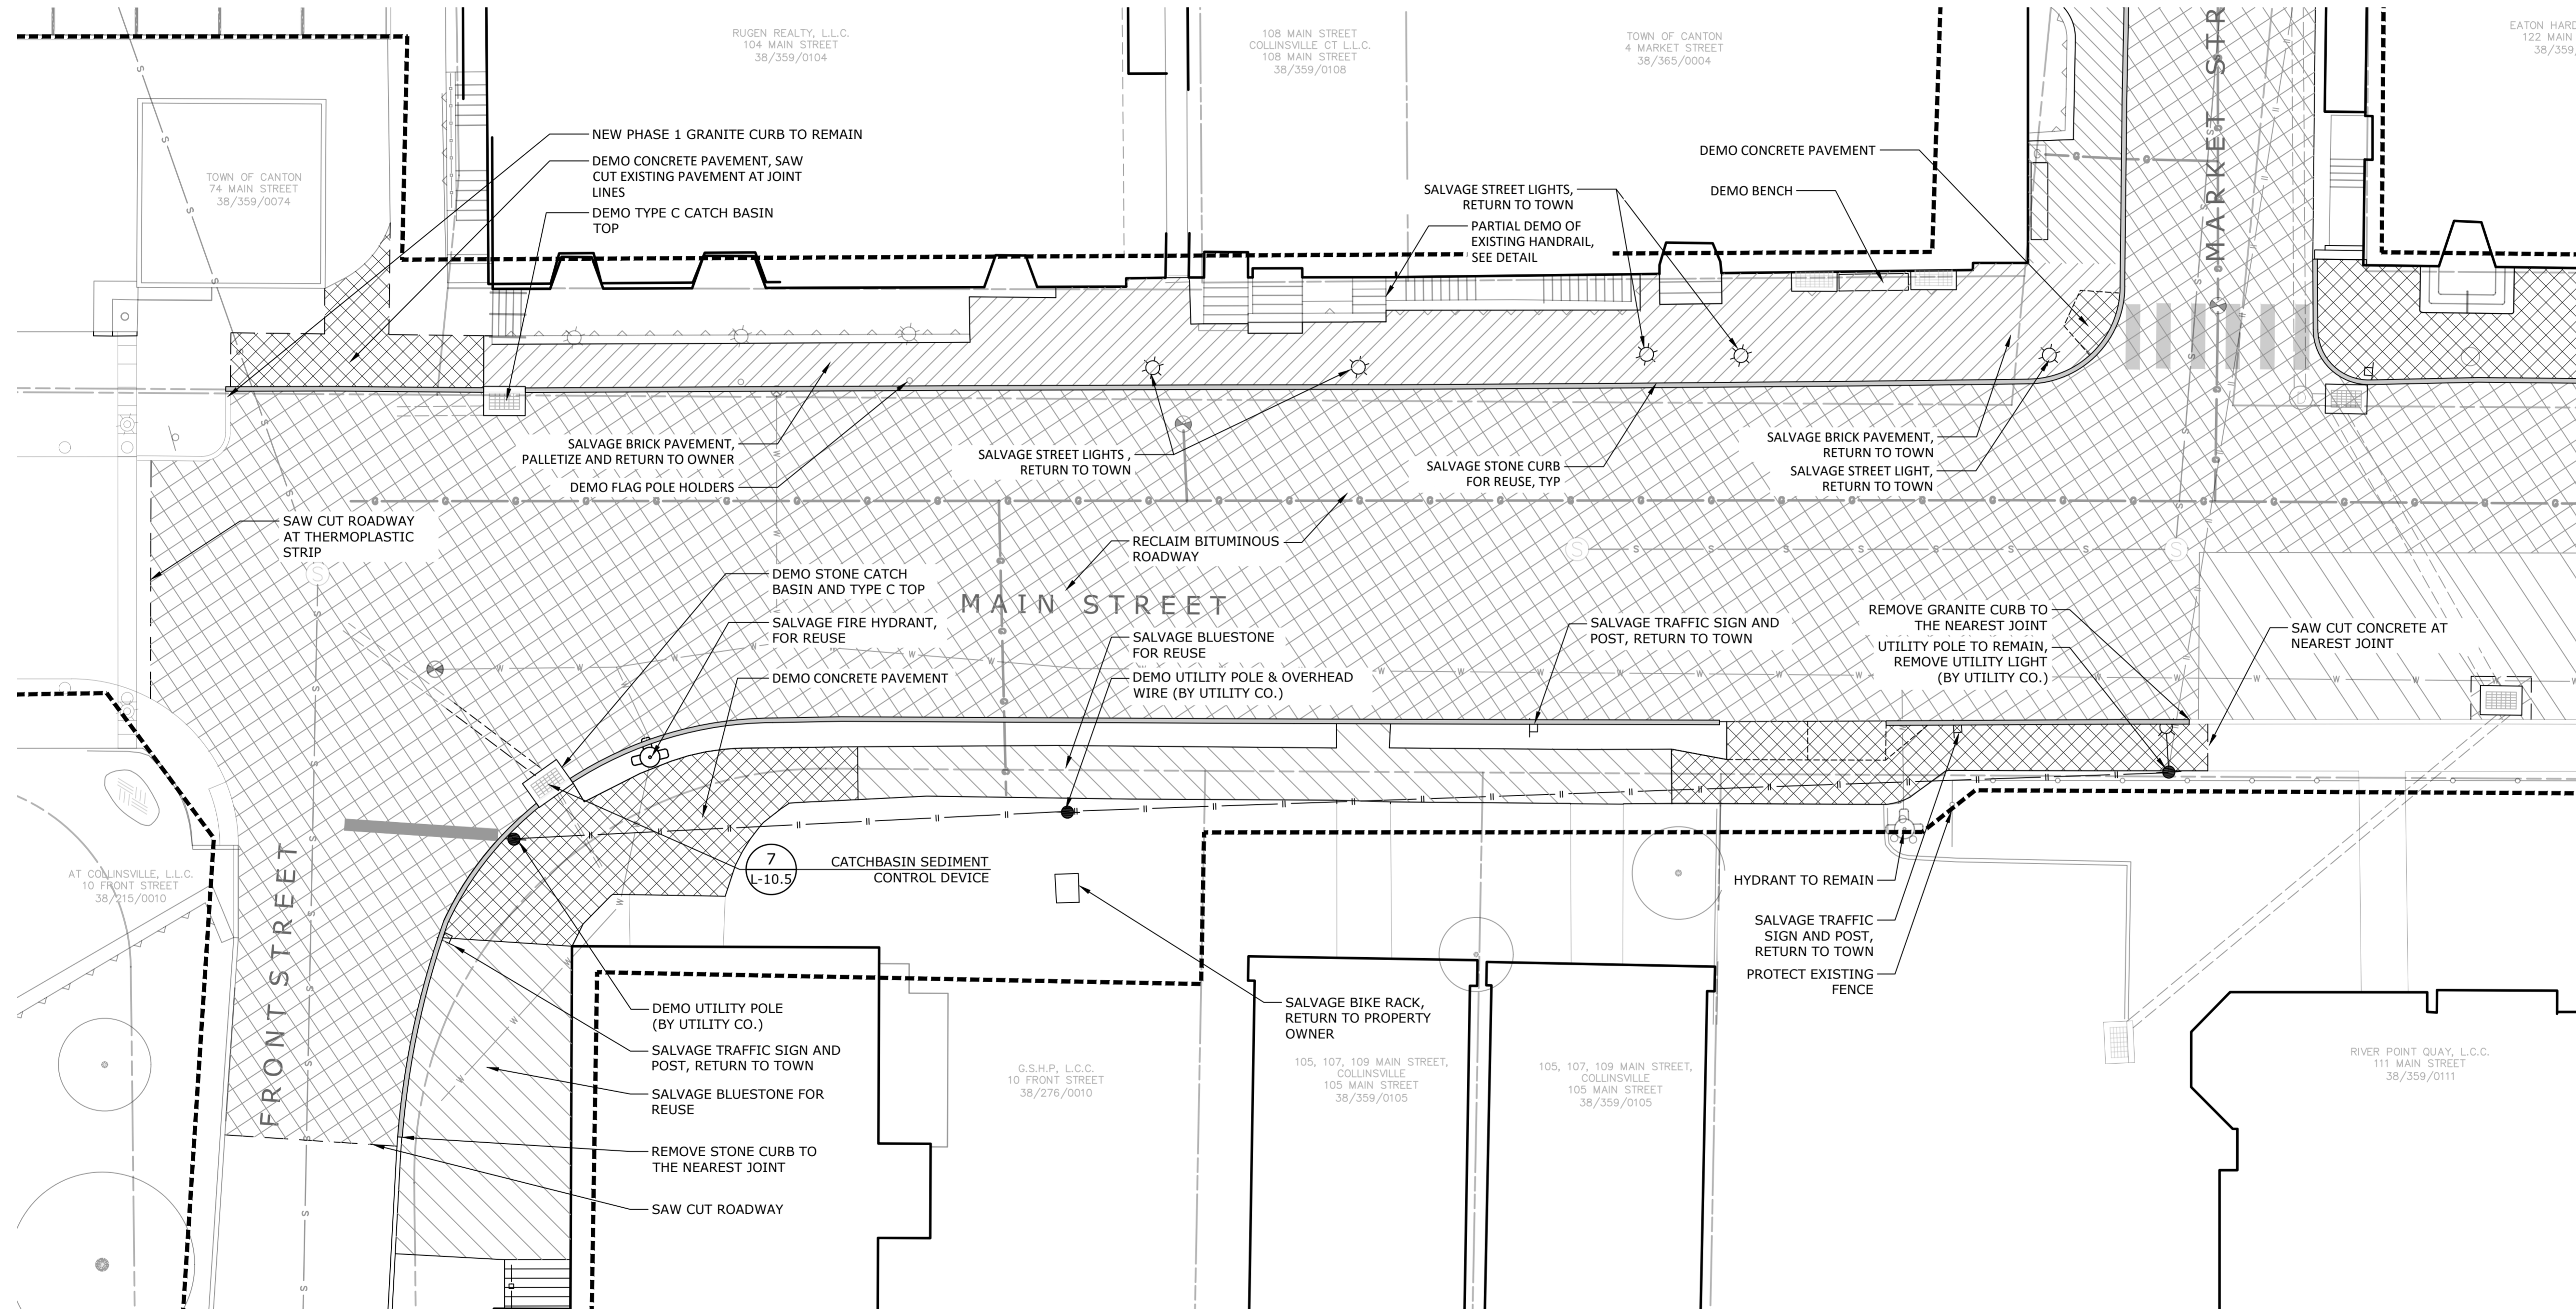 RUGEN REALTY, L.L.C.
104 MAIN STREET
38/359/0104
108 MAIN STREET
COLLINSVILLE CT L.L.C.
108 MAIN STREET
38/359/0108
TOWN OF CANTON
4 MARKET STREET
38/365/0004
EATON HARD
122 MAIN
38/359
MARKET STR
TOWN OF CANTON
74 MAIN STREET
38/359/0074
NEW PHASE 1 GRANITE CURB TO REMAIN
DEMO CONCRETE PAVEMENT, SAW
CUT EXISTING PAVEMENT AT JOINT
LINES
DEMO TYPE C CATCH BASIN
TOP
SALVAGE STREET LIGHTS,
RETURN TO TOWN
PARTIAL DEMO OF
EXISTING HANDRAIL,
SEE DETAIL
DEMO CONCRETE PAVEMENT
DEMO BENCH
SALVAGE BRICK PAVEMENT,
PALLETIZE AND RETURN TO OWNER
DEMO FLAG POLE HOLDERS
SALVAGE STREET LIGHTS ,
RETURN TO TOWN
SALVAGE STONE CURB
FOR REUSE, TYP
SALVAGE BRICK PAVEMENT,
RETURN TO TOWN
SALVAGE STREET LIGHT,
RETURN TO TOWN
SAW CUT ROADWAY
AT THERMOPLASTIC
STRIP
RECLAIM BITUMINOUS
ROADWAY
DEMO STONE CATCH
BASIN AND TYPE C TOP
MAIN STREET
SALVAGE FIRE HYDRANT,
FOR REUSE
DEMO CONCRETE PAVEMENT
SALVAGE BLUESTONE
FOR REUSE
DEMO UTILITY POLE & OVERHEAD
WIRE (BY UTILITY CO.)
SALVAGE TRAFFIC SIGN AND
POST, RETURN TO TOWN
REMOVE GRANITE CURB TO
THE NEAREST JOINT
UTILITY POLE TO REMAIN,
REMOVE UTILITY LIGHT
(BY UTILITY CO.)
SAW CUT CONCRETE AT
NEAREST JOINT
7
L-10.5
CATCHBASIN SEDIMENT
CONTROL DEVICE
AT COLLINSVILLE, L.L.C.
10 FRONT STREET
38/215/0010
FRONT STREET
HYDRANT TO REMAIN
SALVAGE TRAFFIC
SIGN AND POST,
RETURN TO TOWN
PROTECT EXISTING
FENCE
DEMO UTILITY POLE
(BY UTILITY CO.)
SALVAGE TRAFFIC SIGN AND
POST, RETURN TO TOWN
SALVAGE BLUESTONE FOR
REUSE
REMOVE STONE CURB TO
THE NEAREST JOINT
SAW CUT ROADWAY
SALVAGE BIKE RACK,
RETURN TO PROPERTY
OWNER
G.S.H.P, L.C.C.
10 FRONT STREET
38/276/0010
105, 107, 109 MAIN STREET,
COLLINSVILLE
105 MAIN STREET
38/359/0105
105, 107, 109 MAIN STREET,
COLLINSVILLE
105 MAIN STREET
38/359/0105
RIVER POINT QUAY, L.C.C.
111 MAIN STREET
38/359/0111